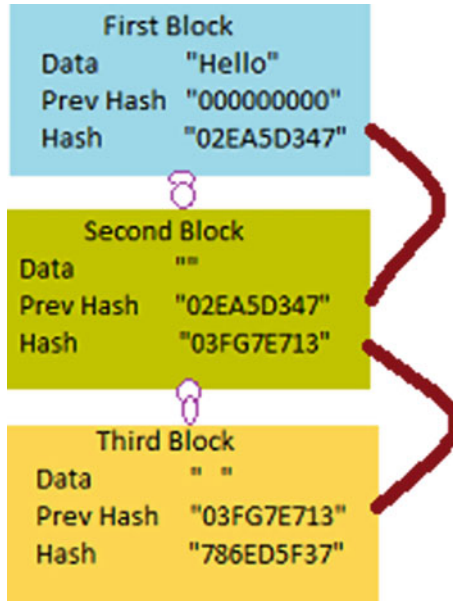 First Block
Data "Hello"
Prev Hash "000000000"
Hash "02EA5D347"
Second Block
Data ""
Prev Hash "02EA5D347"
Hash "03FG7E713"
Third Block
Data " "
Prev Hash "03FG7E713"
Hash "786ED5F37"